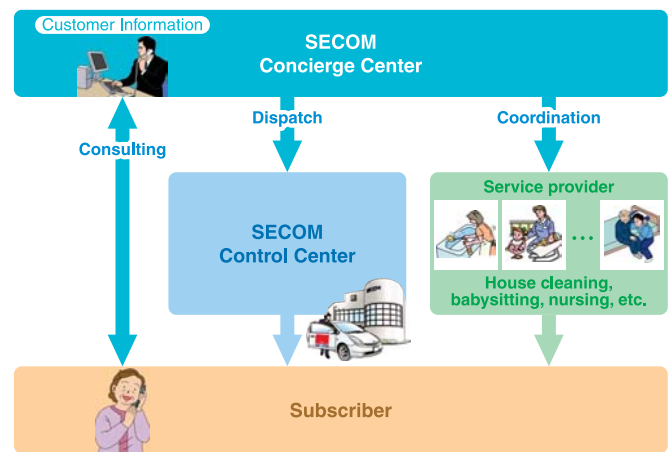 Customer Information
SECOM
Concierge Center
Dispatch
Coordination
Consulting
Service provider
SECOM
Control Center
...
House cleaning,
babysitting, nursing, etc.
SECOM
Subscriber